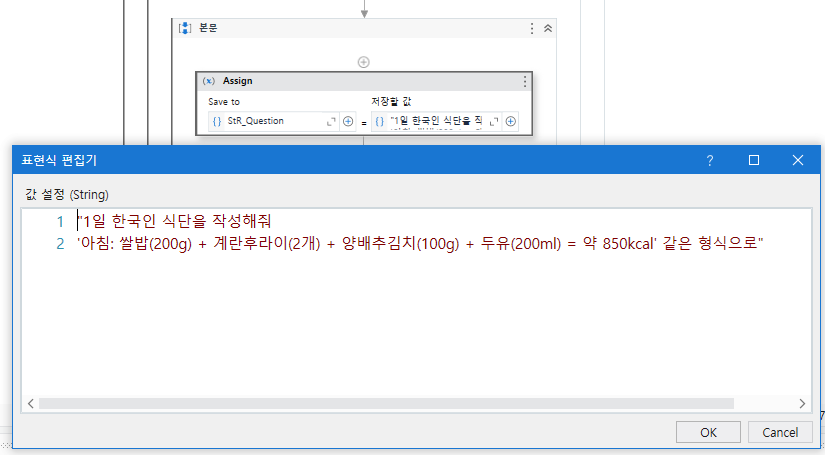 본문
Assign
Save to
저장할 값
StR_Question
=
"1일 한국인 식단을 작
표현식 편집기
값 설정 (String)
1 "1일 한국인 식단을 작성해줘
2 '아침: 쌀밥(200g) + 계란후라이(2개) + 양배추김치(100g) + 두유(200ml) = 약 850kcal' 같은 형식으로"
OK
Cancel